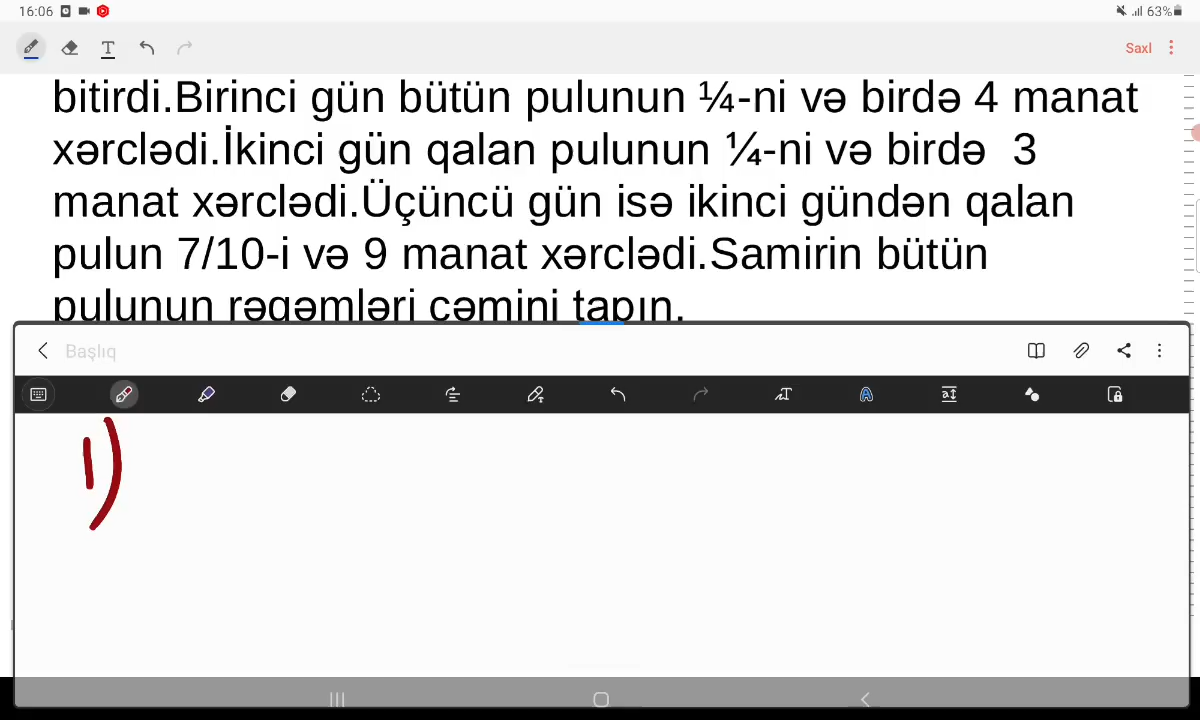 16:06 63%
Saxl
bitirdi.Birinci gün bütün pulunun ¼-ni və birdə 4 manat
xərclədi.İkinci gün qalan pulunun ¼-ni və birdə 3
manat xərclədi.Üçüncü gün isə ikinci gündən qalan
pulun 7/10-i və 9 manat xərclədi.Samirin bütün
pulunun rəqəmləri cəmini tapın.
Başlıq
1)